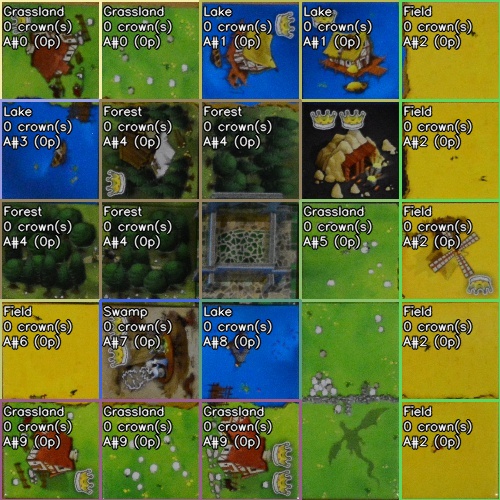 Grassland
0 crown(s)
A#0 (0p)
Grassland
0 crown(s)
A#0 (0p)
Lake
0 crown(s)
A#1 (0p)
Lake
0 crown(s)
A#1 (0p)
Field
0 crown(s)
A#2 (0p)
Lake
0 crown(s)
A#3 (0p)
Forest
0 crown(s)
A#4 (0p)
Forest
0 crown(s)
A#4 (0p)
Field
0 crown(s)
A#2 (0p)
Forest
0 crown(s)
A#4 (0p)
Forest
0 crown(s)
A#4 (0p)
Grassland
0 crown(s)
A#5 (0p)
Field
0 crown(s)
A#2 (0p)
Field
0 crown(s)
A#6 (0p)
Swamp
0 crown(s)
A#7 (0p)
Lake
0 crown(s)
A#8 (0p)
Field
0 crown(s)
A#2 (0p)
Grassland
0 crown(s)
A#9 (0p)
Grassland
0 crown(s)
A#9 (0p)
Grassland
0 crown(s)
A#9 (0p)
Field
0 crown(s)
A#2 (0p)